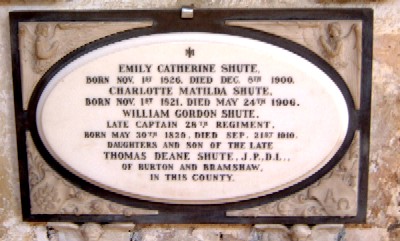 EMILY CATHERINE SHUTE,
BORN NOV. 1ST 1826. DIED DEC. 8TH 1900.
CHARLOTTE MATILDA SHUTE,
BORN NOV. 1ST 1821. DIED MAY 24TH 1906.
WILLIAM GORDON SHUTE,
LATE CAPTAIN 28TH REGIMENT,
BORN MAY 30TH 1820, DIED SEP. 21ST 1910.
DAUGHTERS AND SON OF THE LATE
THOMAS DEANE SHUTE, J.P., D.L.,
OF BURTON AND BRAMSHAW,
IN THIS COUNTY.